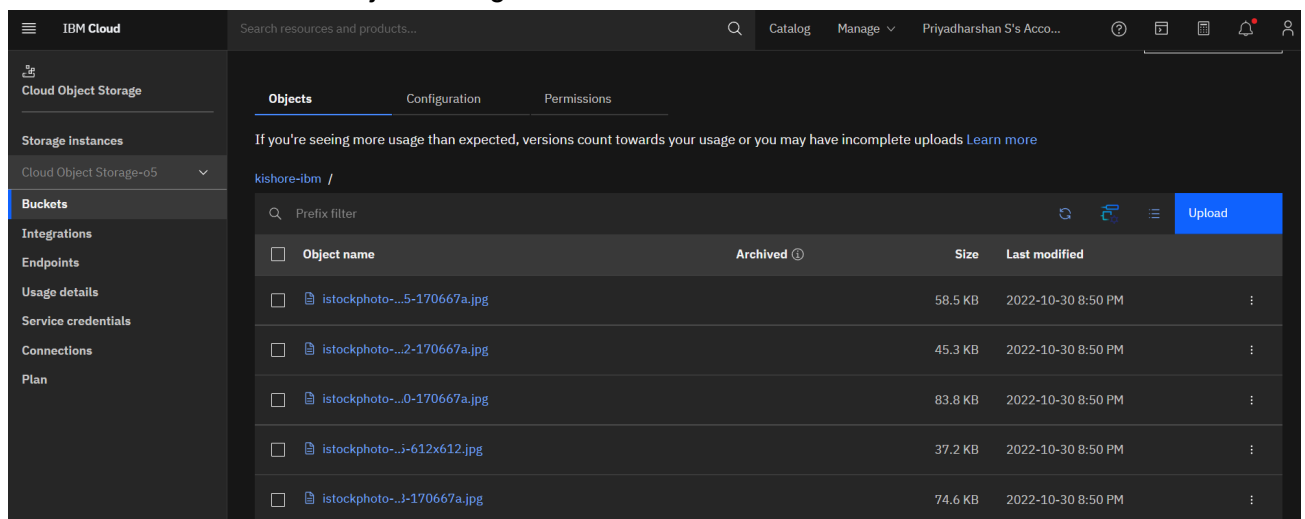 IBM Cloud
Search resources and products...
Catalog
Manage
Priyadharshan S's Acco...
Cloud Object Storage
Storage instances
Cloud Object Storage-o5
Buckets
Integrations
Endpoints
Usage details
Service credentials
Connections
Plan
Objects
Configuration
Permissions
If you're seeing more usage than expected, versions count towards your usage or you may have incomplete uploads Learn more
kishore-ibm /
Prefix filter
Upload
Object name Archived Size Last modified
istockphoto-...5-170667a.jpg 58.5 KB 2022-10-30 8:50 PM
istockphoto-...2-170667a.jpg 45.3 KB 2022-10-30 8:50 PM
istockphoto-...0-170667a.jpg 83.8 KB 2022-10-30 8:50 PM
37.2 KB 2022-10-30 8:50 PM
74.6 KB 2022-10-30 8:50 PM